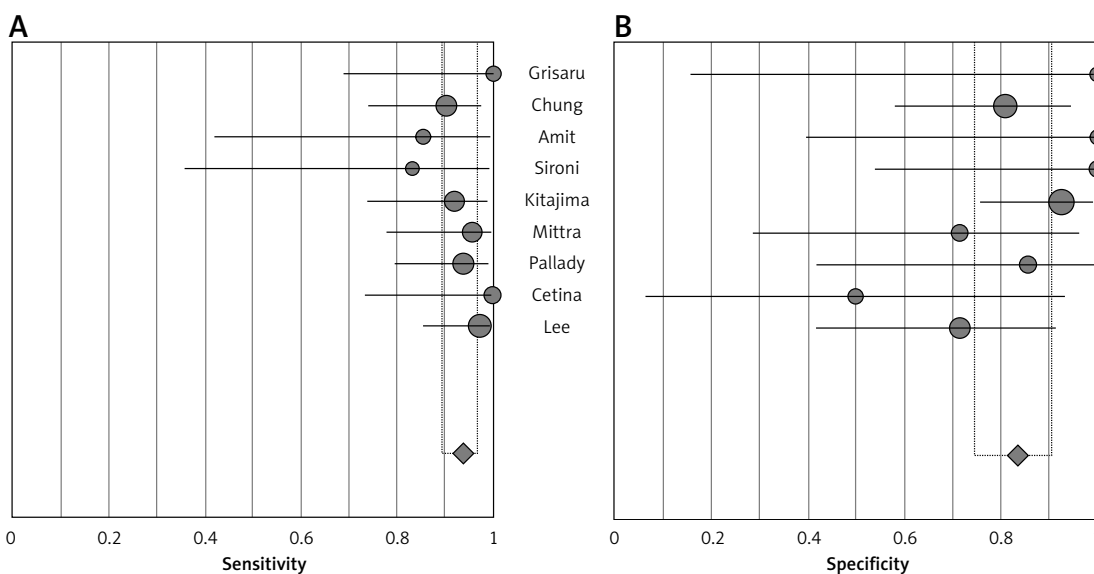 A
B
Grisaru
Chung
Amit
Sironi
Kitajima
Mittra
Pallady
Cetina
Lee
0 0.2 0.4 0.6 0.8 1
0 0.2 0.4 0.6 0.8
Sensitivity
Specificity